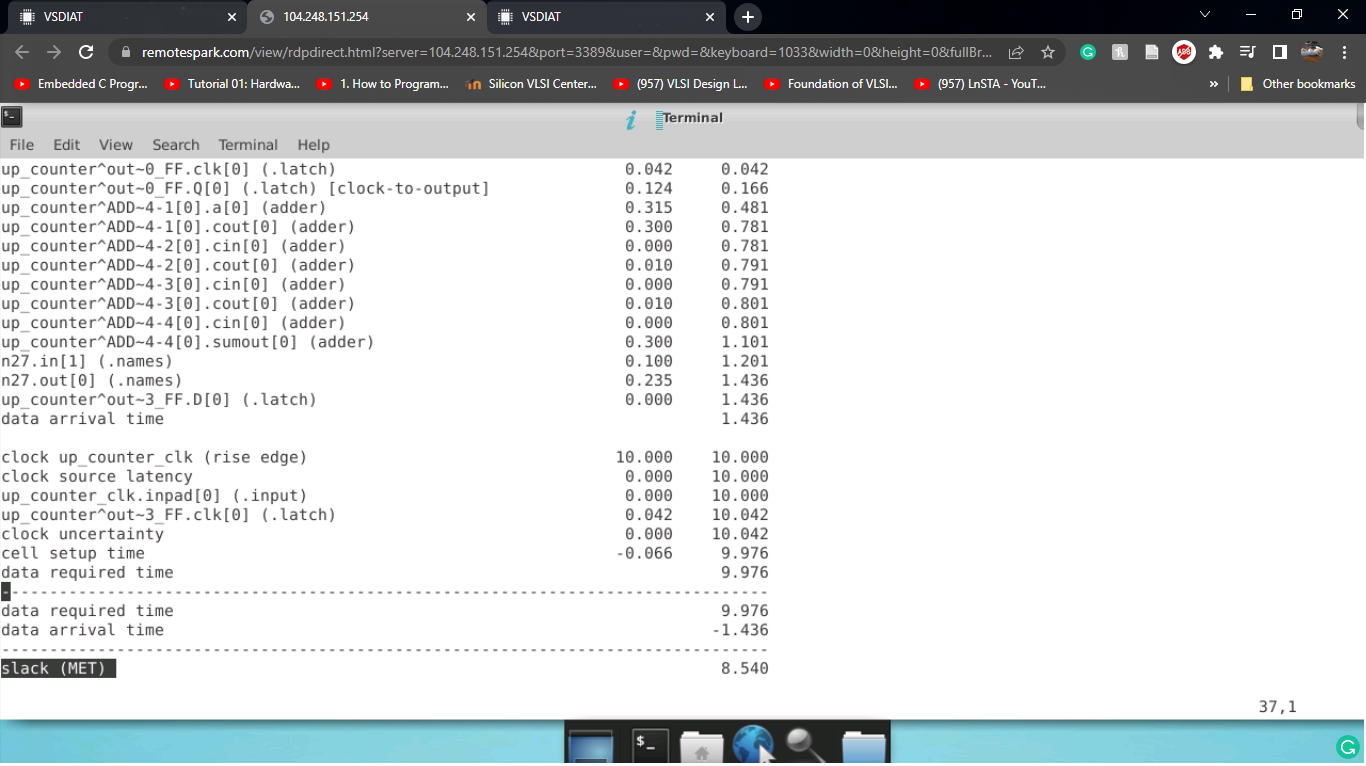 VSDIAT
104.248.151.254
VSDIAT
remotespark.com/view/rdpdirect.html?server=104.248.151.254&port=3389&user=&pwd=&keyboard=1033&width=0&height=0&fullBr...
Embedded C Progr... Tutorial 01: Hardwa... 1. How to Program... Silicon VLSI Center... (957) VLSI Design L... Foundation of VLSI... (957) LnSTA - YouT... » Other bookmarks
Terminal
File Edit View Search Terminal Help
up_counter^out~0_FF.clk[0] (.latch) 0.042 0.042
up_counter^out~0_FF.Q[0] (.latch) [clock-to-output] 0.124 0.166
up_counter^ADD~4-1[0].a[0] (adder) 0.315 0.481
up_counter^ADD~4-1[0].cout[0] (adder) 0.300 0.781
up_counter^ADD~4-2[0].cin[0] (adder) 0.000 0.781
up_counter^ADD~4-2[0].cout[0] (adder) 0.010 0.791
up_counter^ADD~4-3[0].cin[0] (adder) 0.000 0.791
up_counter^ADD~4-3[0].cout[0] (adder) 0.010 0.801
up_counter^ADD~4-4[0].cin[0] (adder) 0.000 0.801
up_counter^ADD~4-4[0].sumout[0] (adder) 0.300 1.101
n27.in[1] (.names) 0.100 1.201
n27.out[0] (.names) 0.235 1.436
up_counter^out~3_FF.D[0] (.latch) 0.000 1.436
data arrival time 1.436
clock up_counter_clk (rise edge) 10.000 10.000
clock source latency 0.000 10.000
up_counter_clk.inpad[0] (.input) 0.000 10.000
up_counter^out~3_FF.clk[0] (.latch) 0.042 10.042
clock uncertainty 0.000 10.042
cell setup time -0.066 9.976
data required time 9.976
--------------------------------------------------------------------------------
data required time 9.976
data arrival time -1.436
--------------------------------------------------------------------------------
slack (MET) 8.540
37,1